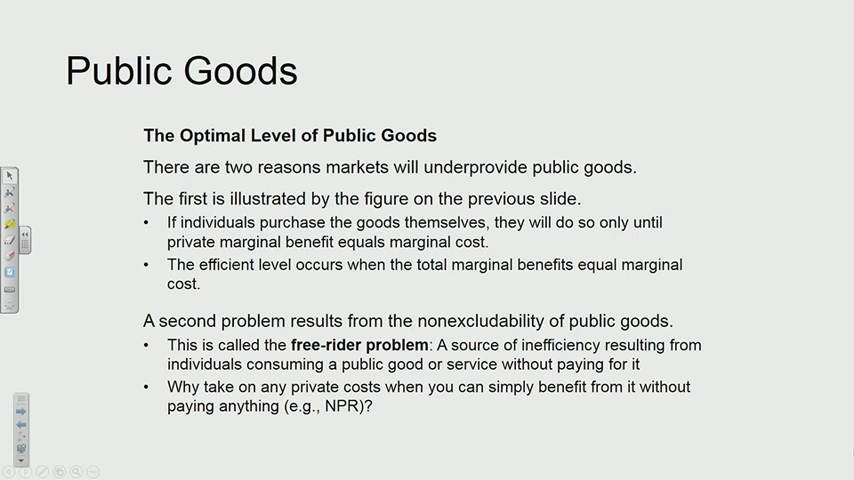 Public Goods
The Optimal Level of Public Goods
There are two reasons markets will underprovide public goods.
The first is illustrated by the figure on the previous slide.
• If individuals purchase the goods themselves, they will do so only until
private marginal benefit equals marginal cost.
• The efficient level occurs when the total marginal benefits equal marginal
cost.
A second problem results from the nonexcludability of public goods.
• This is called the free-rider problem: A source of inefficiency resulting from
individuals consuming a public good or service without paying for it
• Why take on any private costs when you can simply benefit from it without
paying anything (e.g., NPR)?